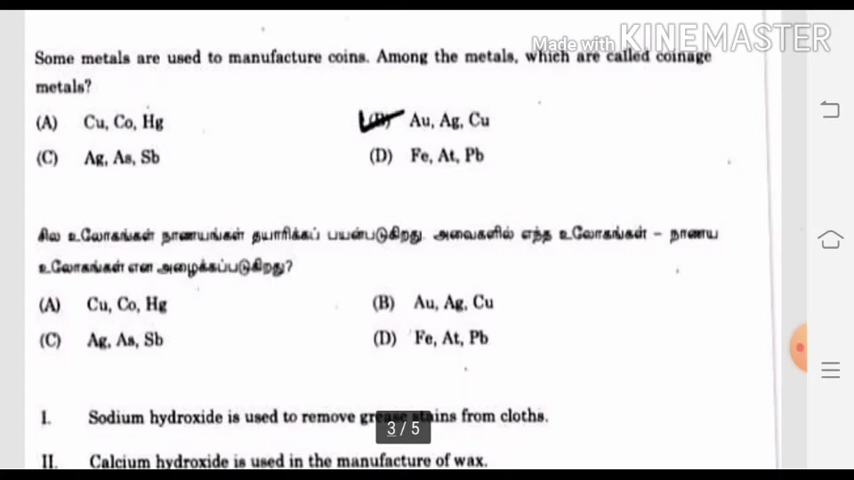 Made with KINEMASTER
Some metals are used to manufacture coins. Among the metals, which are called coinage
metals?
(A) Cu, Co, Hg (B) Au, Ag, Cu
(C) Ag, As, Sb (D) Fe, At, Pb
சில உலோகங்கள் நாணயங்கள் தயாரிக்கப் பயன்படுகிறது. அவைகளில் எந்த உலோகங்கள் – நாணய
உலோகங்கள் என அழைக்கப்படுகிறது?
(A) Cu, Co, Hg (B) Au, Ag, Cu
(C) Ag, As, Sb (D) Fe, At, Pb
I. Sodium hydroxide is used to remove grease stains from cloths.
3 / 5
II. Calcium hydroxide is used in the manufacture of wax.